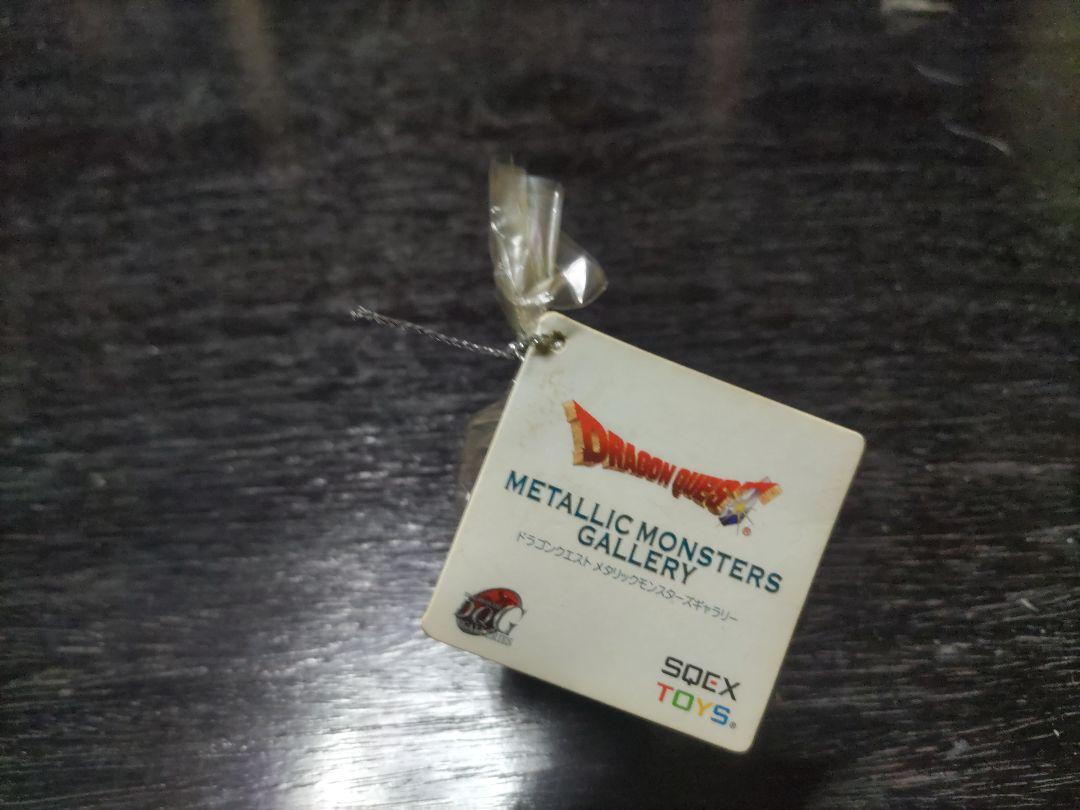 DRAGON QUEST
METALLIC MONSTERS
GALLERY
ドラゴンクエスト メタリックモンスターズギャラリー
DQG
SQEX
TOYS®